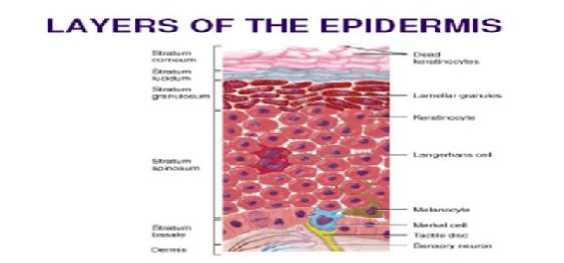 LAYERS OF THE EPIDERMIS
Stratum
corneum
Stratum
lucidum
Stratum
granulosum
Stratum
spinosum
Stratum
basale
Dermis
Dead
keratinocytes
Lamellar granules
Keratinocyte
Langerhans cell
Melanocyte
Merkel cell
Tactile disc
Sensory neuron